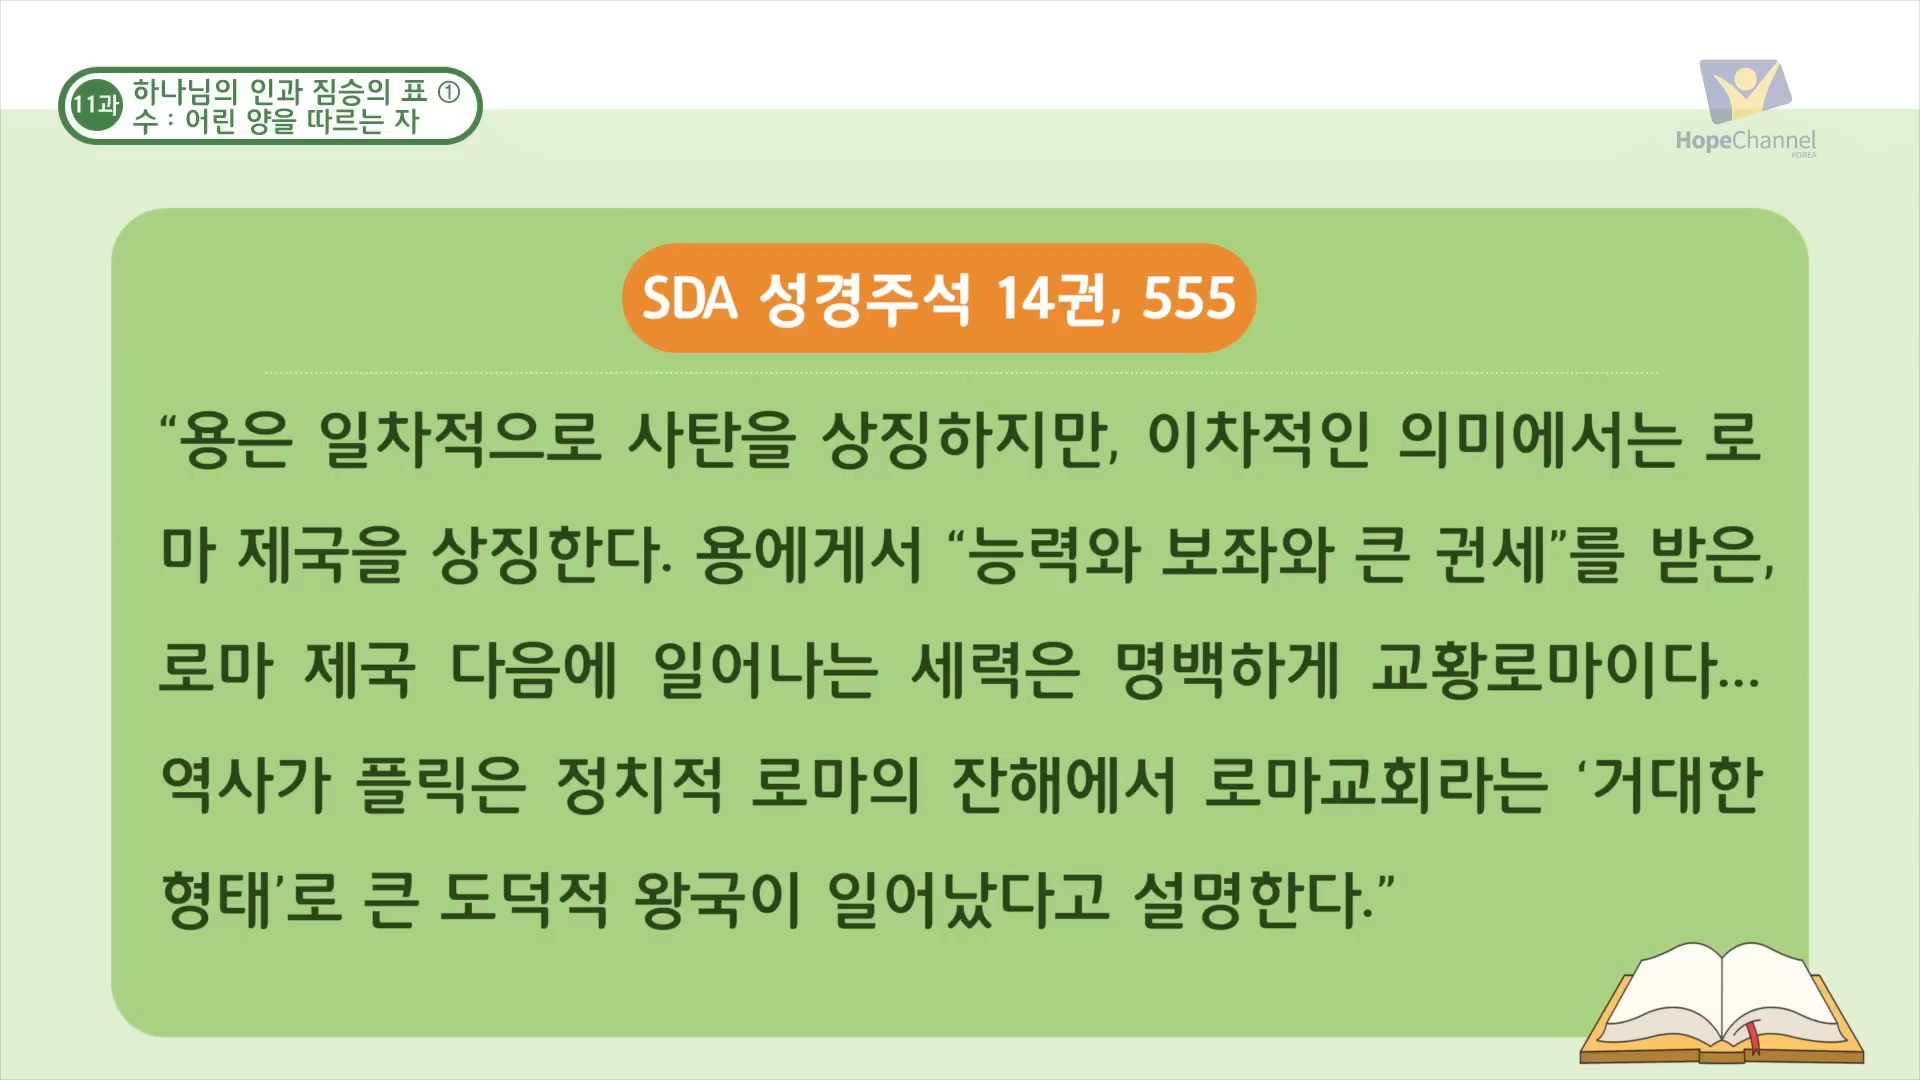 11과
하나님의 인과 짐승의 표 ①
수 : 어린 양을 따르는 자
HopeChannel
KOREA
SDA 성경주석 14권, 555
“용은 일차적으로 사탄을 상징하지만, 이차적인 의미에서는 로
마 제국을 상징한다. 용에게서 “능력와 보좌와 큰 권세”를 받은,
로마 제국 다음에 일어나는 세력은 명백하게 교황로마이다...
역사가 플릭은 정치적 로마의 잔해에서 로마교회라는 ‘거대한
형태’로 큰 도덕적 왕국이 일어났다고 설명한다.”